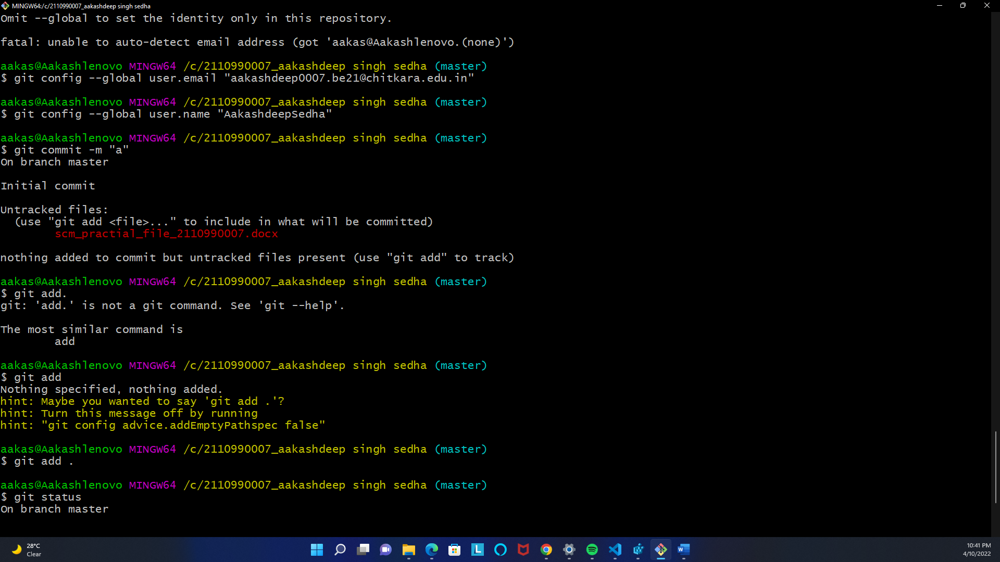 MINGW64:/c/2110990007_aakashdeep singh sedha
Omit --global to set the identity only in this repository.
fatal: unable to auto-detect email address (got 'aakas@Aakashlenovo.(none)')
aakas@Aakashlenovo MINGW64 /c/2110990007_aakashdeep singh sedha (master)
$ git config --global user.email "aakashdeep0007.be21@chitkara.edu.in"
aakas@Aakashlenovo MINGW64 /c/2110990007_aakashdeep singh sedha (master)
$ git config --global user.name "AakashdeepSedha"
aakas@Aakashlenovo MINGW64 /c/2110990007_aakashdeep singh sedha (master)
$ git commit -m "a"
On branch master
Initial commit
Untracked files:
  (use "git add <file>..." to include in what will be committed)
        scm_practial_file_2110990007.docx
nothing added to commit but untracked files present (use "git add" to track)
aakas@Aakashlenovo MINGW64 /c/2110990007_aakashdeep singh sedha (master)
$ git add.
git: 'add.' is not a git command. See 'git --help'.
The most similar command is
        add
aakas@Aakashlenovo MINGW64 /c/2110990007_aakashdeep singh sedha (master)
$ git add
Nothing specified, nothing added.
hint: Maybe you wanted to say 'git add .'?
hint: Turn this message off by running
hint: "git config advice.addEmptyPathspec false"
aakas@Aakashlenovo MINGW64 /c/2110990007_aakashdeep singh sedha (master)
$ git add .
aakas@Aakashlenovo MINGW64 /c/2110990007_aakashdeep singh sedha (master)
$ git status
On branch master
28°C
Clear
L
W
10:41 PM
4/10/2022